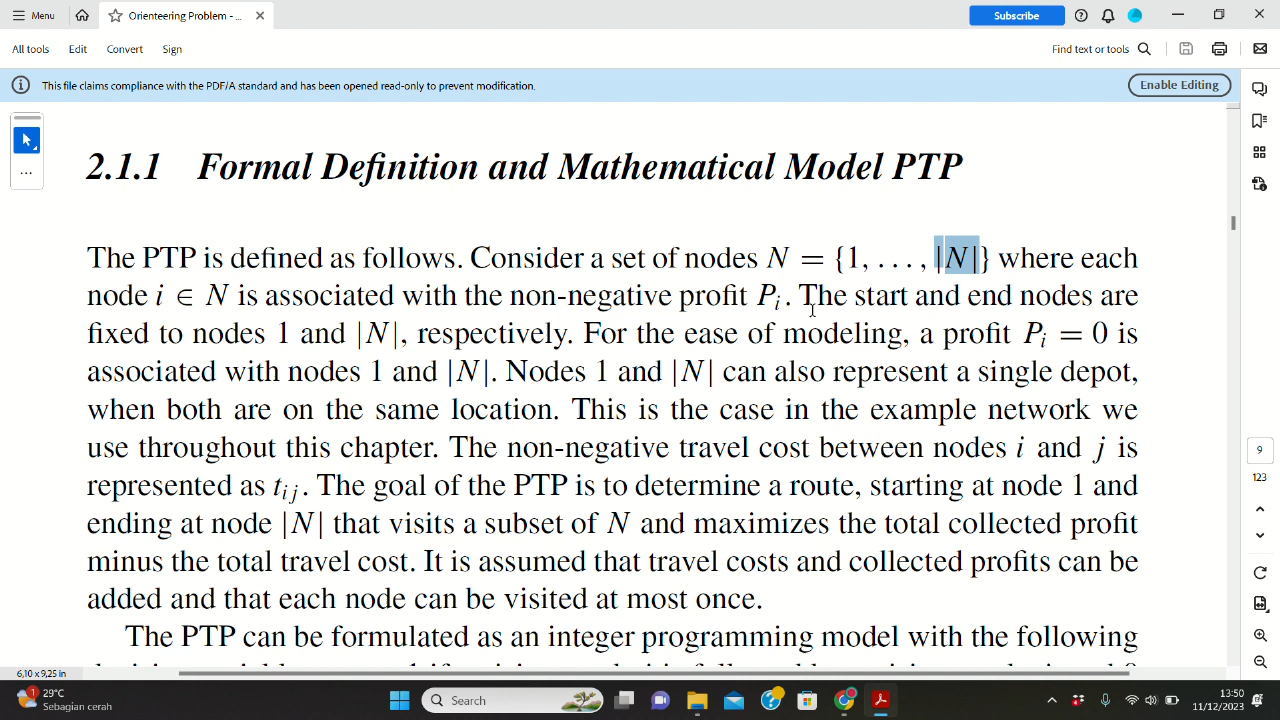 Menu
Orienteering Problem - ...
Subscribe
All tools Edit Convert Sign
Find text or tools
This file claims compliance with the PDF/A standard and has been opened read-only to prevent modification.
Enable Editing
2.1.1 Formal Definition and Mathematical Model PTP
The PTP is defined as follows. Consider a set of nodes N = {1, . . . , |N|} where each
node i ∈ N is associated with the non-negative profit Pᵢ. The start and end nodes are
fixed to nodes 1 and |N|, respectively. For the ease of modeling, a profit Pᵢ = 0 is
associated with nodes 1 and |N|. Nodes 1 and |N| can also represent a single depot,
when both are on the same location. This is the case in the example network we
use throughout this chapter. The non-negative travel cost between nodes i and j is
represented as tᵢⱼ. The goal of the PTP is to determine a route, starting at node 1 and
ending at node |N| that visits a subset of N and maximizes the total collected profit
minus the total travel cost. It is assumed that travel costs and collected profits can be
added and that each node can be visited at most once.
The PTP can be formulated as an integer programming model with the following
9
123
6,10 x 9,25 in
1
29°C
Sebagian cerah
Search
13:50
11/12/2023